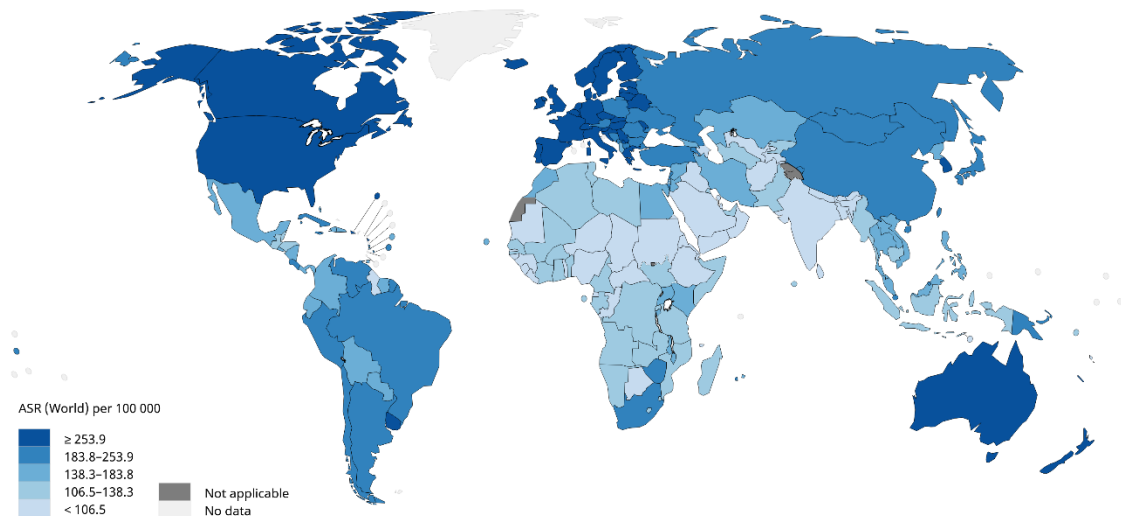 ASR (World) per 100 000
≥ 253.9
183.8–253.9
138.3–183.8
106.5–138.3
< 106.5
Not applicable
No data